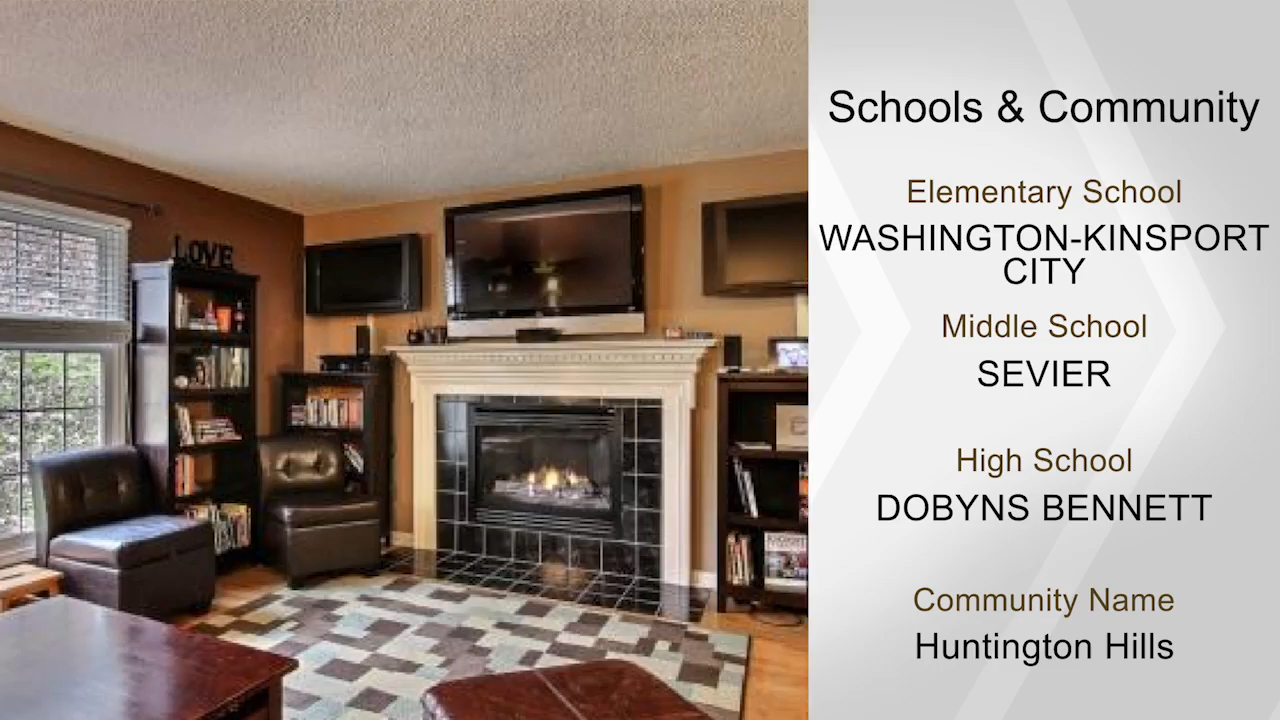 LOVE
Schools & Community
Elementary School
WASHINGTON-KINSPORT
CITY
Middle School
SEVIER
High School
DOBYNS BENNETT
Community Name
Huntington Hills